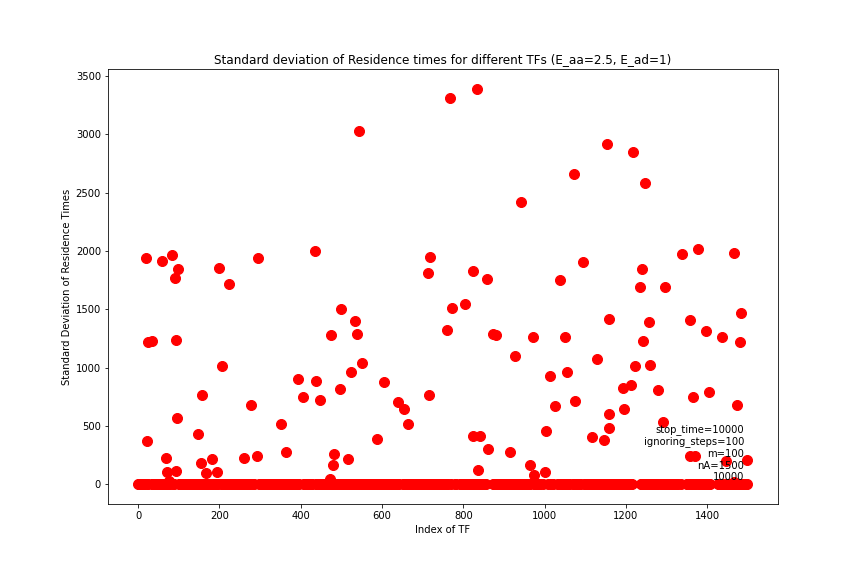 Standard deviation of Residence times for different TFs (E_aa=2.5, E_ad=1)
3500
3000
2500
2000
1500
1000
500
0
Standard Deviation of Residence Times
stop_time=10000
ignoring_steps=100
m=100
nA=1500
10000
0
200
400
600
800
1000
1200
1400
Index of TF